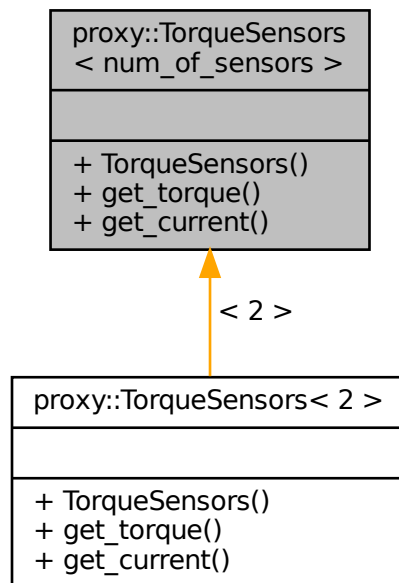 proxy::TorqueSensors
< num_of_sensors >
+ TorqueSensors()
+ get_torque()
+ get_current()
< 2 >
proxy::TorqueSensors< 2 >
+ TorqueSensors()
+ get_torque()
+ get_current()